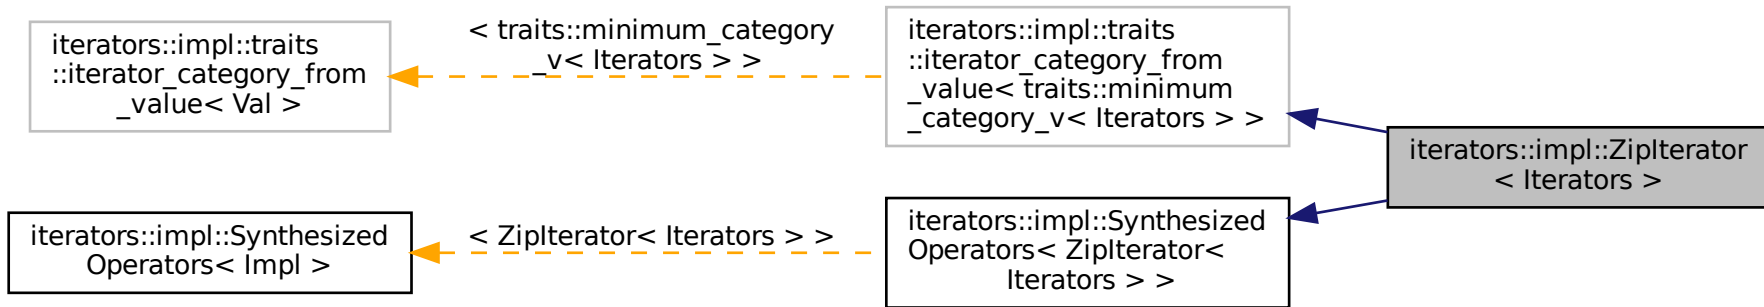 iterators::impl::traits
::iterator_category_from
_value< Val >
< traits::minimum_category
_v< Iterators > >
iterators::impl::traits
::iterator_category_from
_value< traits::minimum
_category_v< Iterators > >
iterators::impl::ZipIterator
< Iterators >
iterators::impl::Synthesized
Operators< Impl >
< ZipIterator< Iterators > >
iterators::impl::Synthesized
Operators< ZipIterator<
Iterators > >